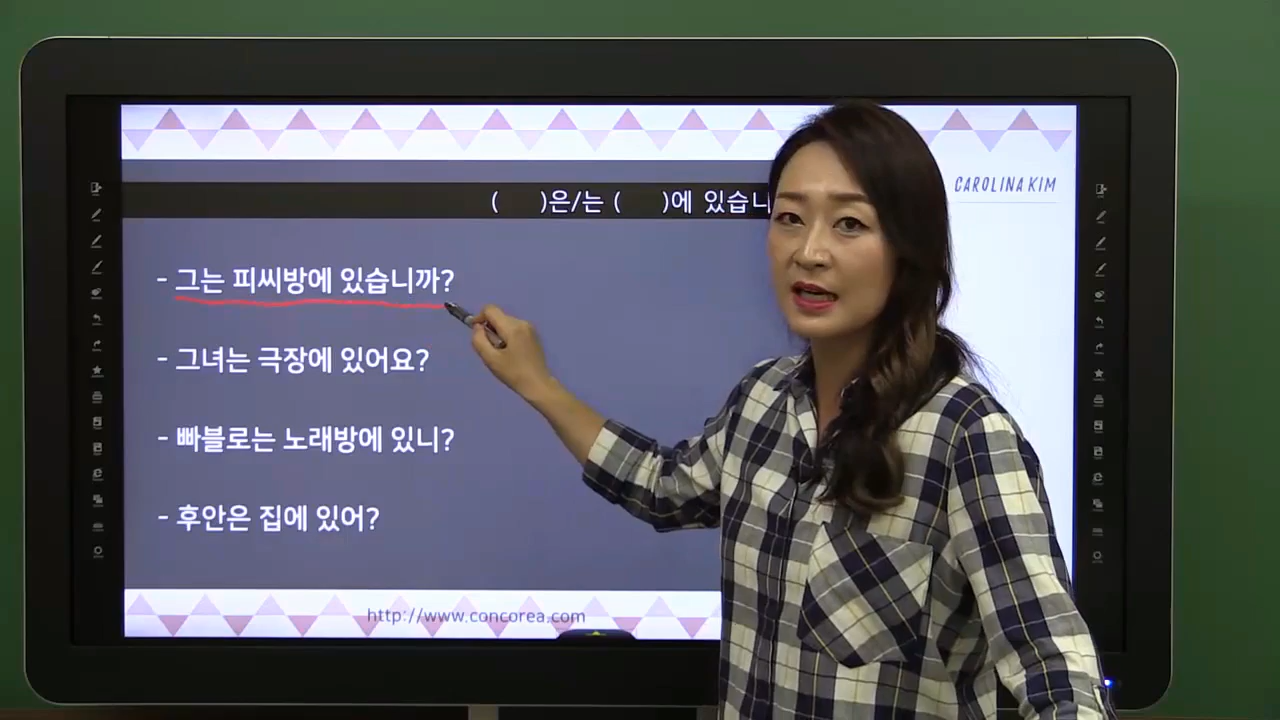 CAROLINA KIM
( )은/는 ( )에 있습니
- 그는 피씨방에 있습니까?
- 그녀는 극장에 있어요?
- 빠블로는 노래방에 있니?
- 후안은 집에 있어?
http://www.concorea.com